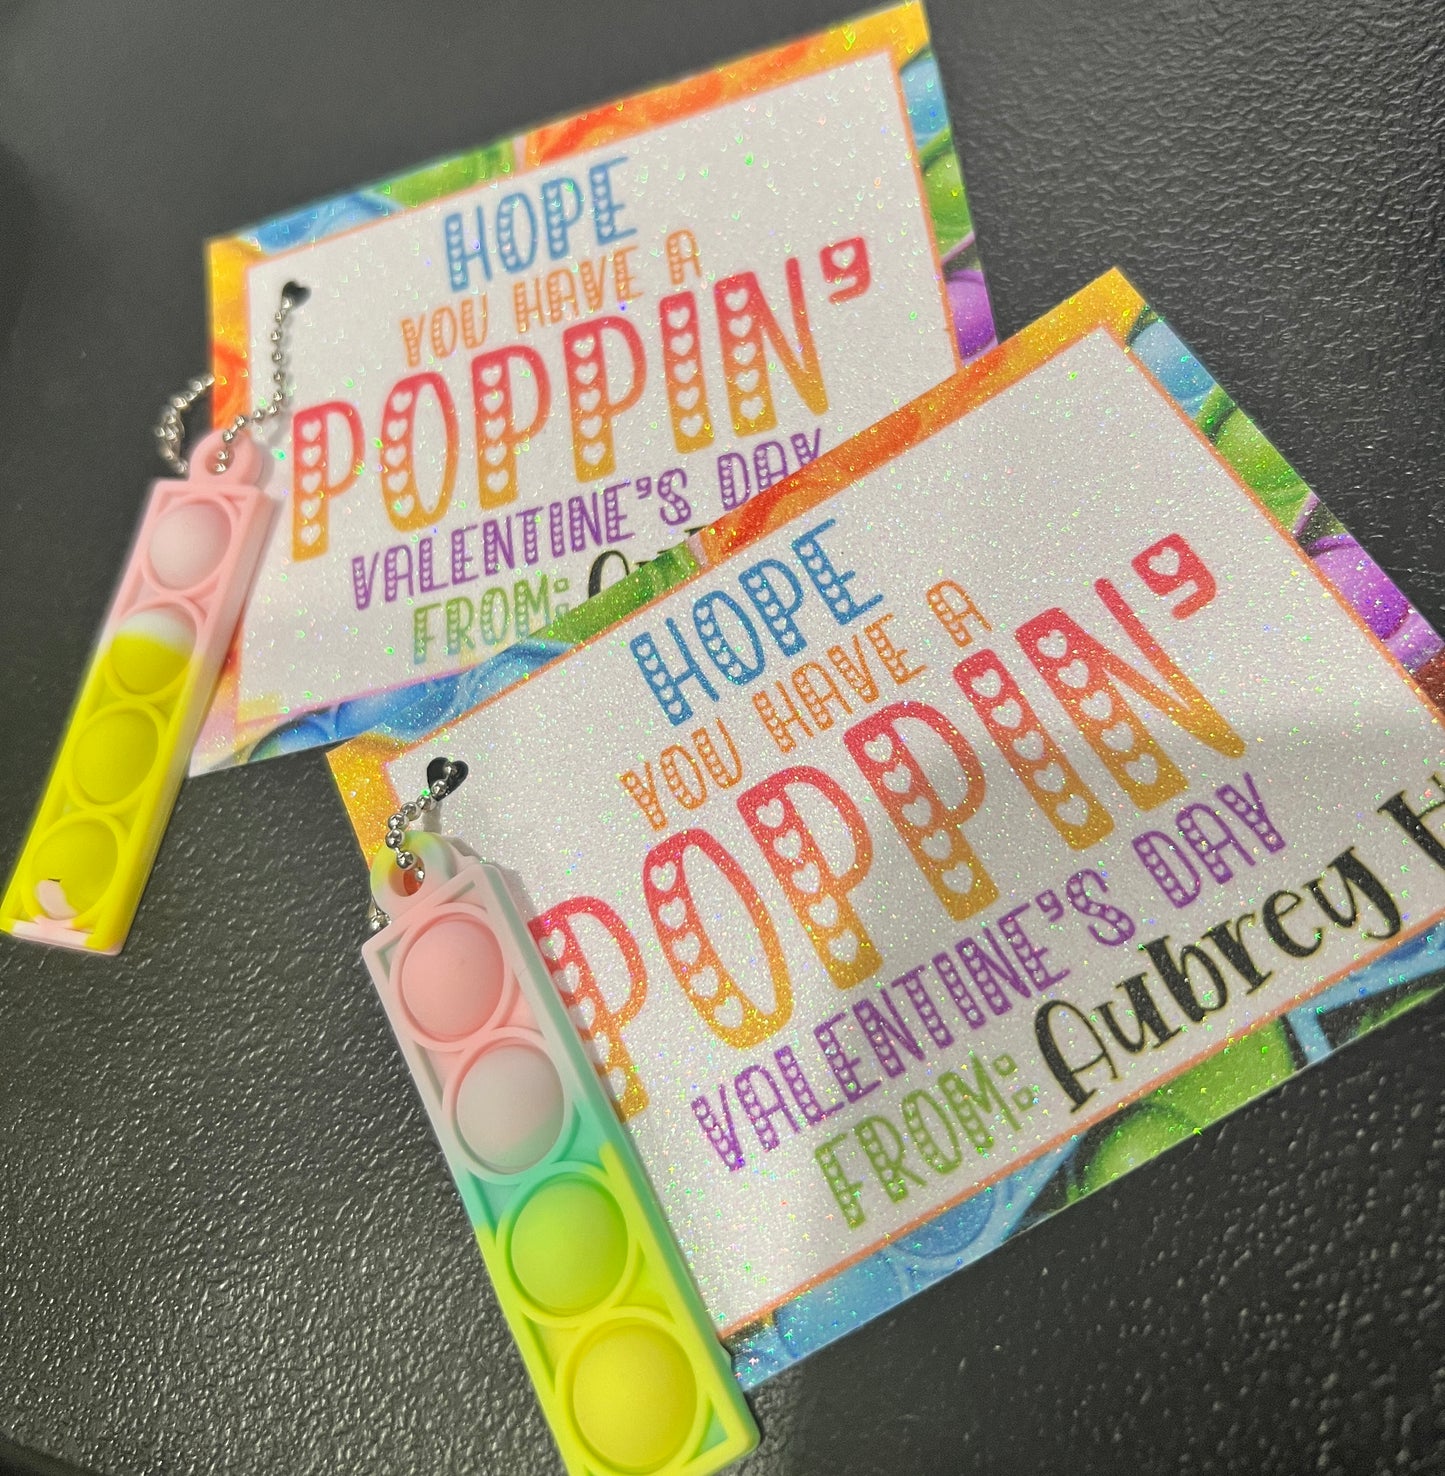 HOPE
YOU HAVE A
POPPIN'
VALENTINE'S DAY
FROM:
HOPE
YOU HAVE A
POPPIN'
VALENTINE'S DAY
FROM: Aubrey H